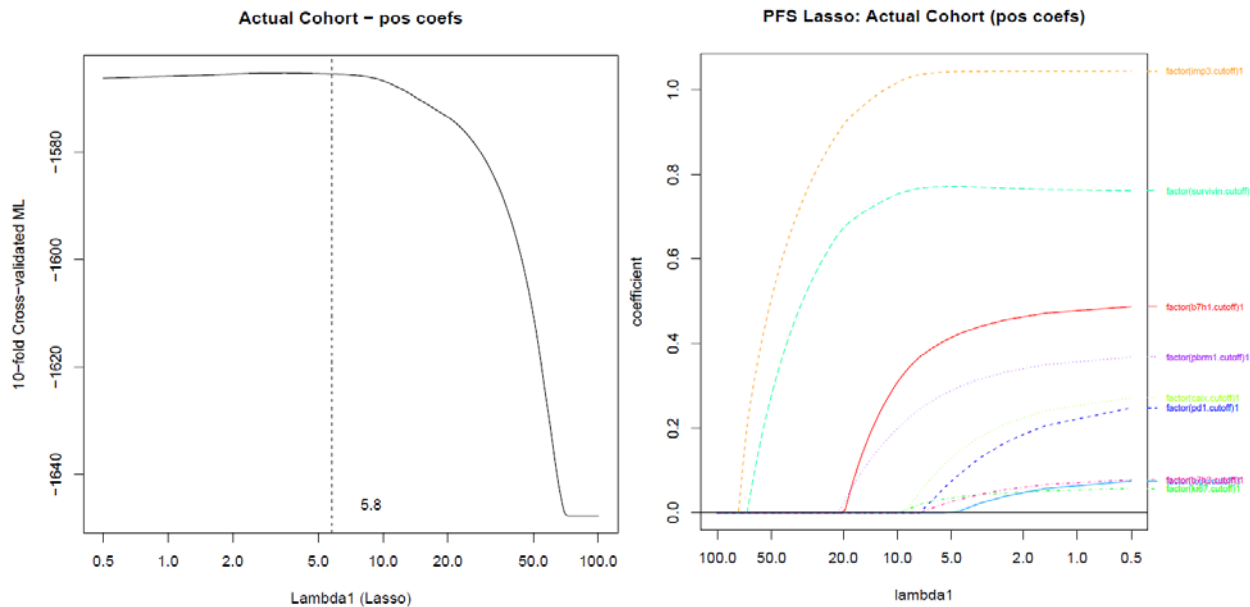 Actual Cohort − pos coefs
10−fold Cross−validated ML
−1580
−1600
−1620
−1640
5.8
0.5 1.0 2.0 5.0 10.0 20.0 50.0 100.0
Lambda1 (Lasso)
PFS Lasso: Actual Cohort (pos coefs)
coefficient
1.0
0.8
0.6
0.4
0.2
0.0
factor(imp3.cutoff)1
factor(survivin.cutoff)
factor(b7h1.cutoff)1
factor(pbrm1.cutoff)1
factor(caix.cutoff)1
factor(pd1.cutoff)1
factor(ki67.cutoff)1
100.0 50.0 20.0 10.0 5.0 2.0 1.0 0.5
lambda1